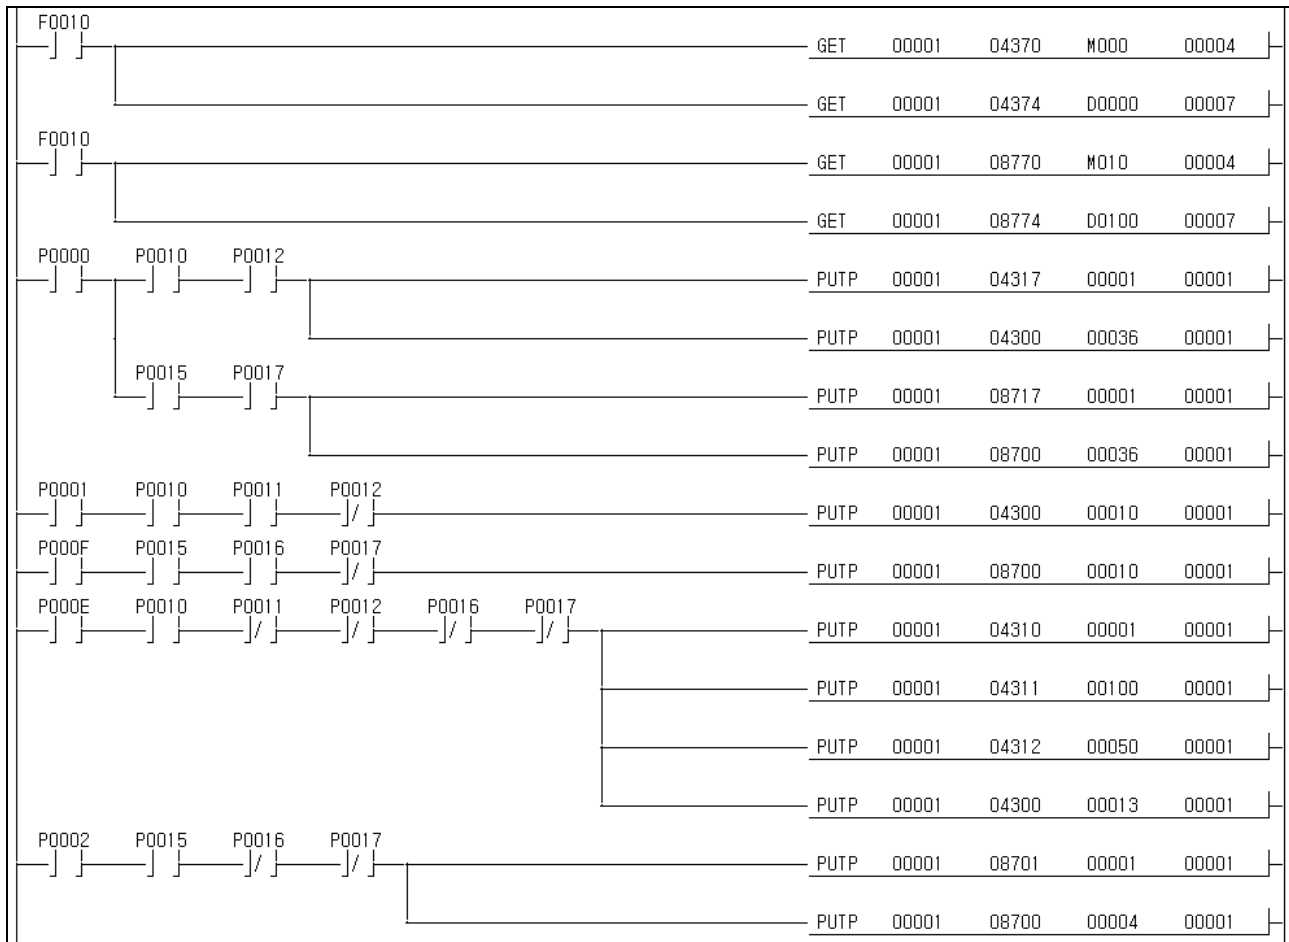 F0010
GET 00001 04370 M000 00004
GET 00001 04374 D0000 00007
F0010
GET 00001 08770 M010 00004
GET 00001 08774 D0100 00007
P0000 P0010 P0012
PUTP 00001 04317 00001 00001
PUTP 00001 04300 00036 00001
P0015 P0017
PUTP 00001 08717 00001 00001
PUTP 00001 08700 00036 00001
P0001 P0010 P0011 P0012
PUTP 00001 04300 00010 00001
P000F P0015 P0016 P0017
PUTP 00001 08700 00010 00001
P000E P0010 P0011 P0012 P0016 P0017
PUTP 00001 04310 00001 00001
PUTP 00001 04311 00100 00001
PUTP 00001 04312 00050 00001
PUTP 00001 04300 00013 00001
P0002 P0015 P0016 P0017
PUTP 00001 08701 00001 00001
PUTP 00001 08700 00004 00001